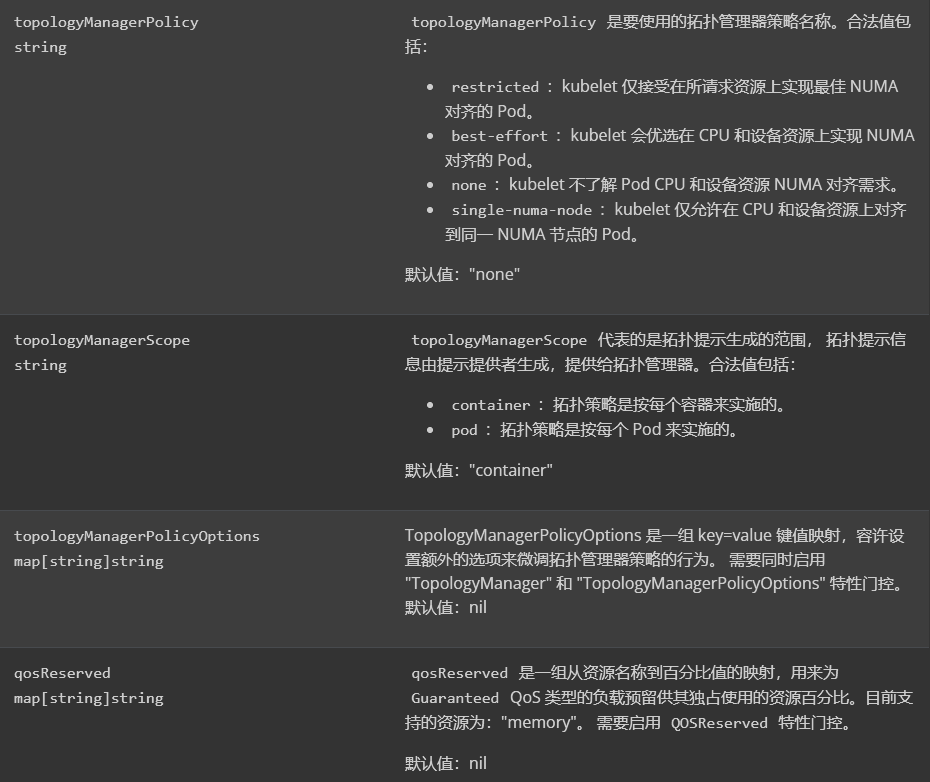 topologyManagerPolicy
string
topologyManagerPolicy 是要使用的拓扑管理器策略名称。合法值包
括：
• restricted ：kubelet 仅接受在所请求资源上实现最佳 NUMA
对齐的 Pod。
• best-effort ：kubelet 会优选在 CPU 和设备资源上实现 NUMA
对齐的 Pod。
• none ：kubelet 不了解 Pod CPU 和设备资源 NUMA 对齐需求。
• single-numa-node ：kubelet 仅允许在 CPU 和设备资源上对齐
到同一 NUMA 节点的 Pod。
默认值："none"
topologyManagerScope
string
topologyManagerScope 代表的是拓扑提示生成的范围， 拓扑提示信
息由提示提供者生成，提供给拓扑管理器。合法值包括：
• container ：拓扑策略是按每个容器来实施的。
• pod ：拓扑策略是按每个 Pod 来实施的。
默认值："container"
topologyManagerPolicyOptions
map[string]string
TopologyManagerPolicyOptions 是一组 key=value 键值映射，容许设
置额外的选项来微调拓扑管理器策略的行为。 需要同时启用
"TopologyManager" 和 "TopologyManagerPolicyOptions" 特性门控。
默认值：nil
qosReserved
map[string]string
qosReserved 是一组从资源名称到百分比值的映射，用来为
Guaranteed QoS 类型的负载预留供其独占使用的资源百分比。目前支
持的资源为："memory"。 需要启用 QOSReserved 特性门控。
默认值：nil